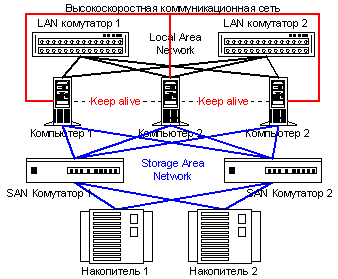 Высокоскоростная коммуникационная сеть
LAN комутатор 1
LAN комутатор 2
Local Area
Network
Keep alive
Keep alive
Компьютер 1
Компьютер 2
Компьютер 2
Storage Area
Network
SAN Комутатор 1
SAN Комутатор 2
Накопитель 1
Накопитель 2